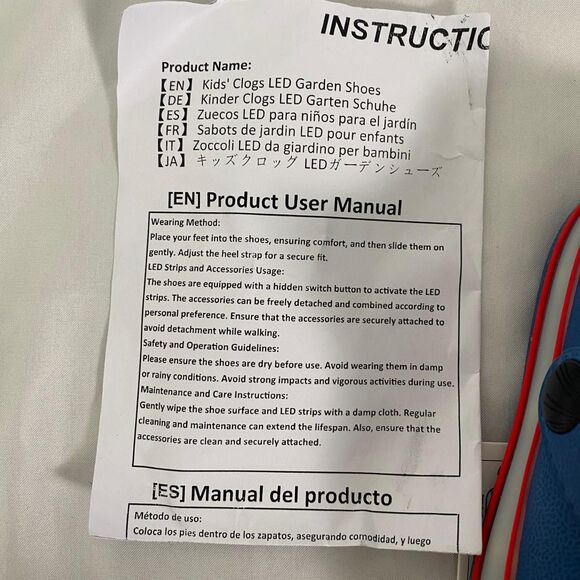 INSTRUCTIO
Product Name:
【EN】 Kids' Clogs LED Garden Shoes
【DE】 Kinder Clogs LED Garten Schuhe
【ES】 Zuecos LED para niños para el jardín
【FR】 Sabots de jardin LED pour enfants
【IT】 Zoccoli LED da giardino per bambini
【JA】 キッズクロッグ LEDガーデンシューズ
[EN] Product User Manual
Wearing Method:
Place your feet into the shoes, ensuring comfort, and then slide them on
gently. Adjust the heel strap for a secure fit.
LED Strips and Accessories Usage:
The shoes are equipped with a hidden switch button to activate the LED
strips. The accessories can be freely detached and combined according to
personal preference. Ensure that the accessories are securely attached to
avoid detachment while walking.
Safety and Operation Guidelines:
Please ensure the shoes are dry before use. Avoid wearing them in damp
or rainy conditions. Avoid strong impacts and vigorous activities during use.
Maintenance and Care Instructions:
Gently wipe the shoe surface and LED strips with a damp cloth. Regular
cleaning and maintenance can extend the lifespan. Also, ensure that the
accessories are clean and securely attached.
[ES] Manual del producto
Método de uso:
Coloca los pies dentro de los zapatos, asegurando comodidad, y luego